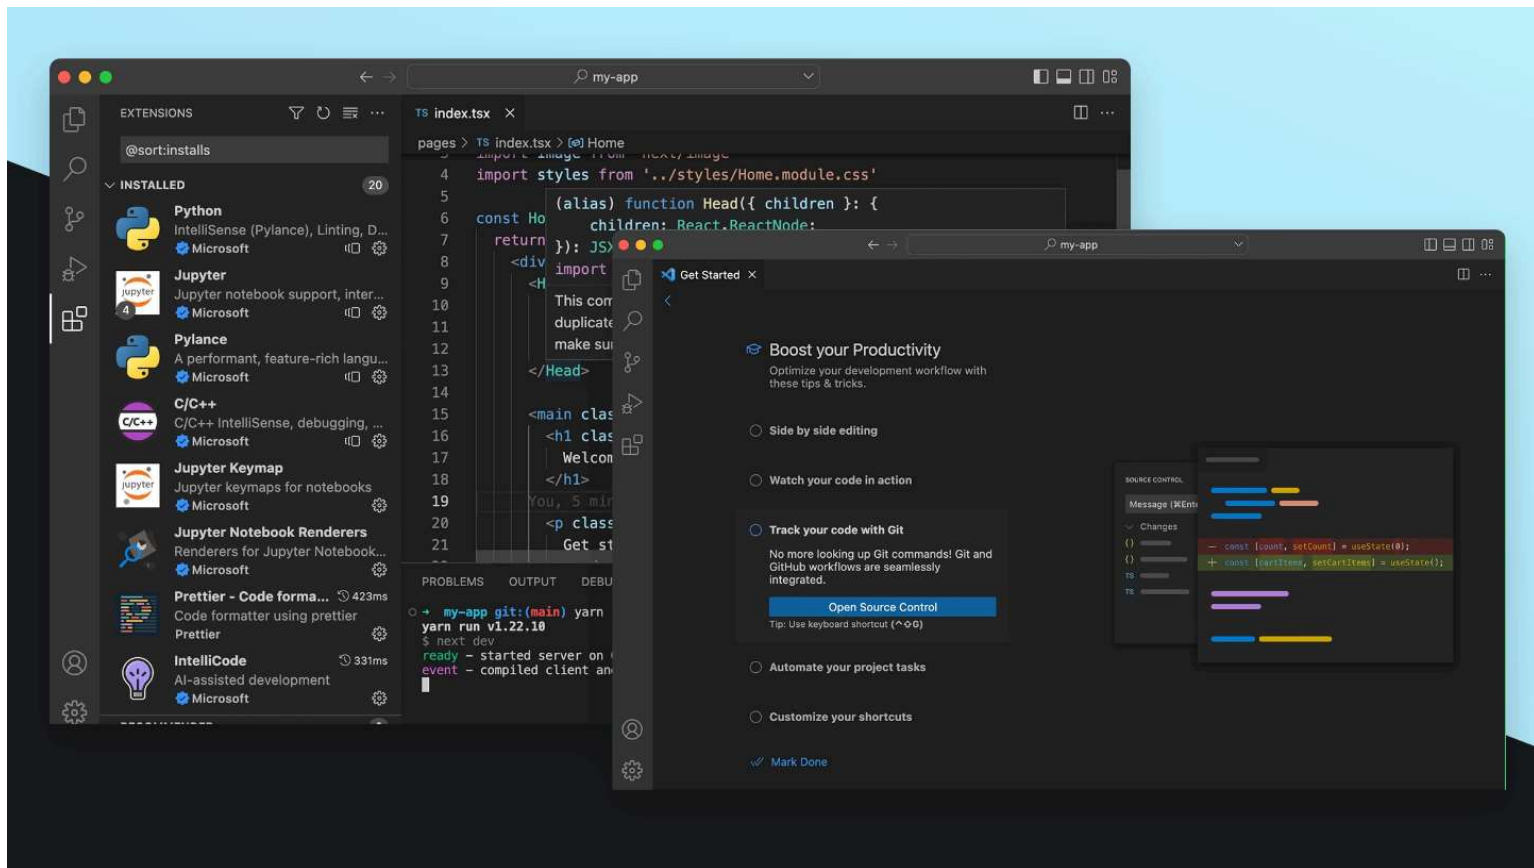 my-app
EXTENSIONS
@sort:installs
INSTALLED
20
Python
IntelliSense (Pylance), Linting, D...
Microsoft
Jupyter
Jupyter notebook support, inter...
Microsoft
4
Pylance
A performant, feature-rich langu...
Microsoft
C/C++
C/C++ IntelliSense, debugging, ...
Microsoft
Jupyter Keymap
Jupyter keymaps for notebooks
Microsoft
Jupyter Notebook Renderers
Renderers for Jupyter Notebook...
Microsoft
Prettier - Code forma... 423ms
Code formatter using prettier
Prettier
IntelliCode 331ms
AI-assisted development
Microsoft
TS index.tsx
pages > TS index.tsx > Home
4 import styles from '../styles/Home.module.css'
5
6 const Ho
7 return
8 <div
9 <H
10
11
12
13 </Head>
14
15 <main clas
16 <h1 clas
17 Welcom
18 </h1>
19 You, 5 min
20 <p class
21 Get st
(alias) function Head({ children }: {
children: React.ReactNode;
}): JSX
import
This com
duplicate
make sur
PROBLEMS OUTPUT DEBU
→ my-app git:(main) yarn
yarn run v1.22.10
$ next dev
ready – started server on
event – compiled client an
my-app
Get Started
Boost your Productivity
Optimize your development workflow with
these tips & tricks.
Side by side editing
Watch your code in action
Track your code with Git
No more looking up Git commands! Git and
GitHub workflows are seamlessly
integrated.
Open Source Control
Tip: Use keyboard shortcut (^⇧G)
Automate your project tasks
Customize your shortcuts
Mark Done
SOURCE CONTROL
Message (⌘Ente
Changes
{}
{}
TS
TS
– const [count, setCount] = useState(0);
+ const [cartItems, setCartItems] = useState();